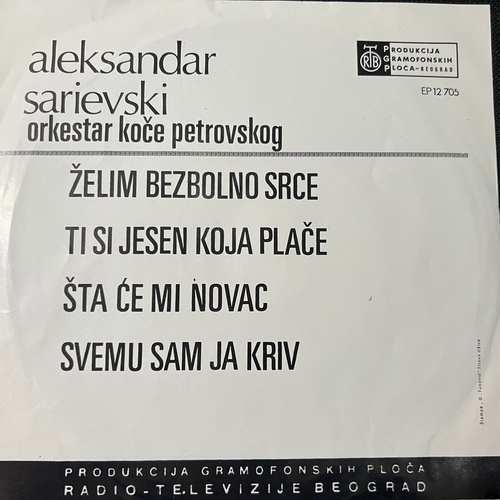 aleksandar
sarievski
orkestar koče petrovskog
RTB
PRODUKCIJA
GRAMOFONSKIH
PLOČA-BEOGRAD
EP 12 705
ŽELIM BEZBOLNO SRCE
TI SI JESEN KOJA PLAČE
ŠTA ĆE MI NOVAC
SVEMU SAM JA KRIV
PRODUKCIJA GRAMOFONSKIH PLOČA
RADIO-TELEVIZIJE BEOGRAD